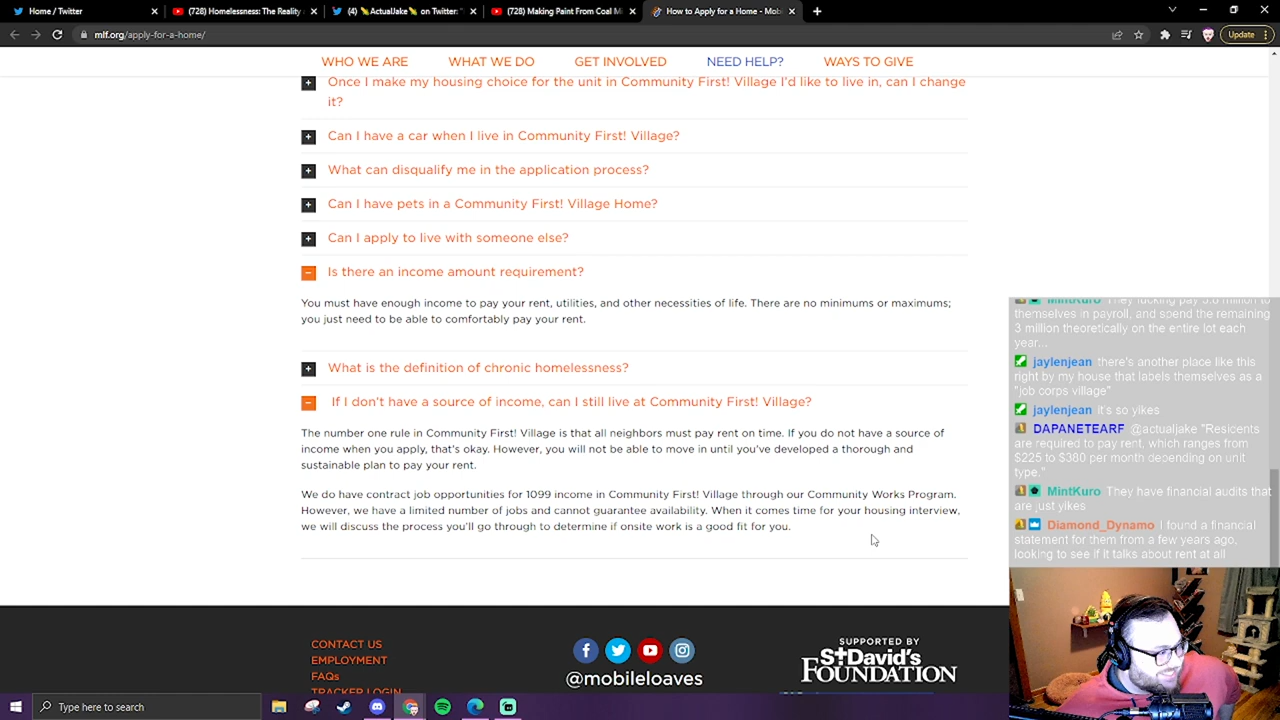 Home / Twitter
(728) Homelessness: The Reality a
(4) ActualJake on Twitter: "
(728) Making Paint From Coal Mi
How to Apply for a Home - Mob
mlf.org/apply-for-a-home/
Update
WHO WE ARE
WHAT WE DO
GET INVOLVED
NEED HELP?
WAYS TO GIVE
Once I make my housing choice for the unit in Community First! Village I'd like to live in, can I change
it?
Can I have a car when I live in Community First! Village?
What can disqualify me in the application process?
Can I have pets in a Community First! Village Home?
Can I apply to live with someone else?
Is there an income amount requirement?
You must have enough income to pay your rent, utilities, and other necessities of life. There are no minimums or maximums;
you just need to be able to comfortably pay your rent.
What is the definition of chronic homelessness?
If I don't have a source of income, can I still live at Community First! Village?
The number one rule in Community First! Village is that all neighbors must pay rent on time. If you do not have a source of
income when you apply, that's okay. However, you will not be able to move in until you've developed a thorough and
sustainable plan to pay your rent.
We do have contract job opportunities for 1099 income in Community First! Village through our Community Works Program.
However, we have a limited number of jobs and cannot guarantee availability. When it comes time for your housing interview,
we will discuss the process you'll go through to determine if onsite work is a good fit for you.
MintKuro They fucking pay 3.6 million to
themselves in payroll, and spend the remaining
3 million theoretically on the entire lot each
year...
jaylenjean there's another place like this
right by my house that labels themselves as a
"job corps village"
jaylenjean it's so yikes
DAPANETEARF @actualjake "Resicents
are required to pay rent, which ranges from
$225 to $380 per month depending on unit
type."
MintKuro They have financial audits that
are just yikes
Diamond_Dynamo I found a financial
statement for them from a few years ago,
looking to see if it talks about rent at all
CONTACT US
EMPLOYMENT
FAQs
TRACKER LOGIN
@mobileloaves
SUPPORTED BY
St David's
FOUNDATION
Type here to search